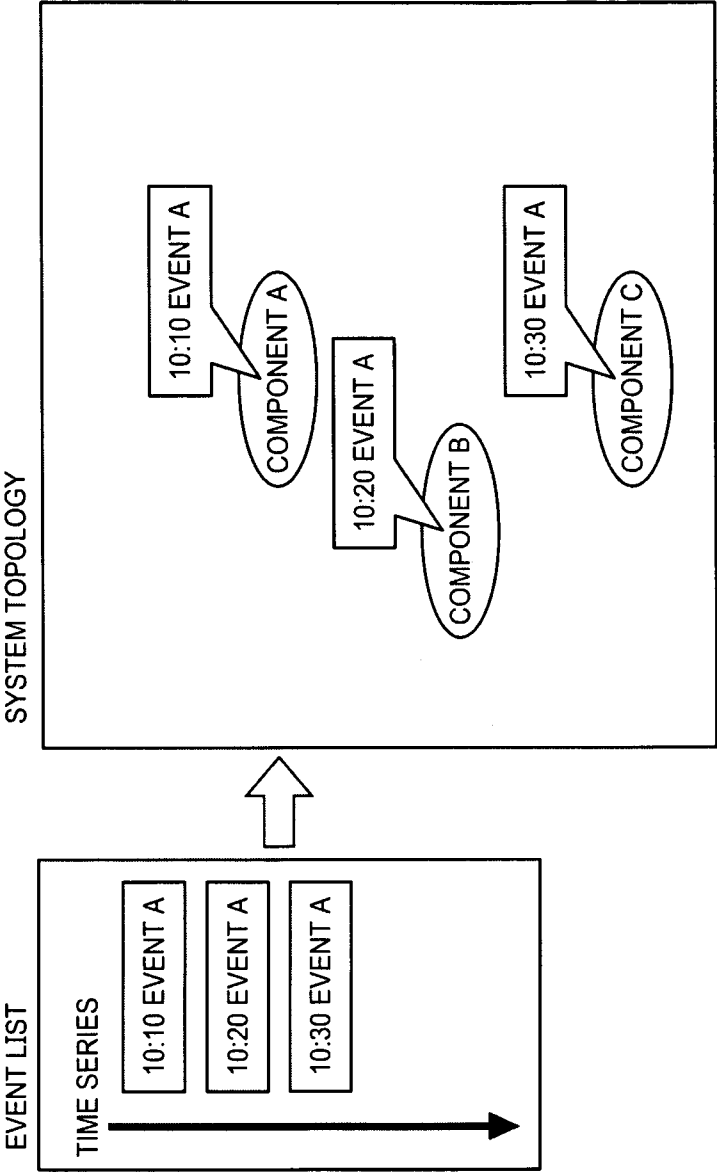 EVENT LIST
TIME SERIES
10:10 EVENT A
10:20 EVENT A
10:30 EVENT A
SYSTEM TOPOLOGY
10:10 EVENT A
COMPONENT A
10:20 EVENT A
COMPONENT B
10:30 EVENT A
COMPONENT C